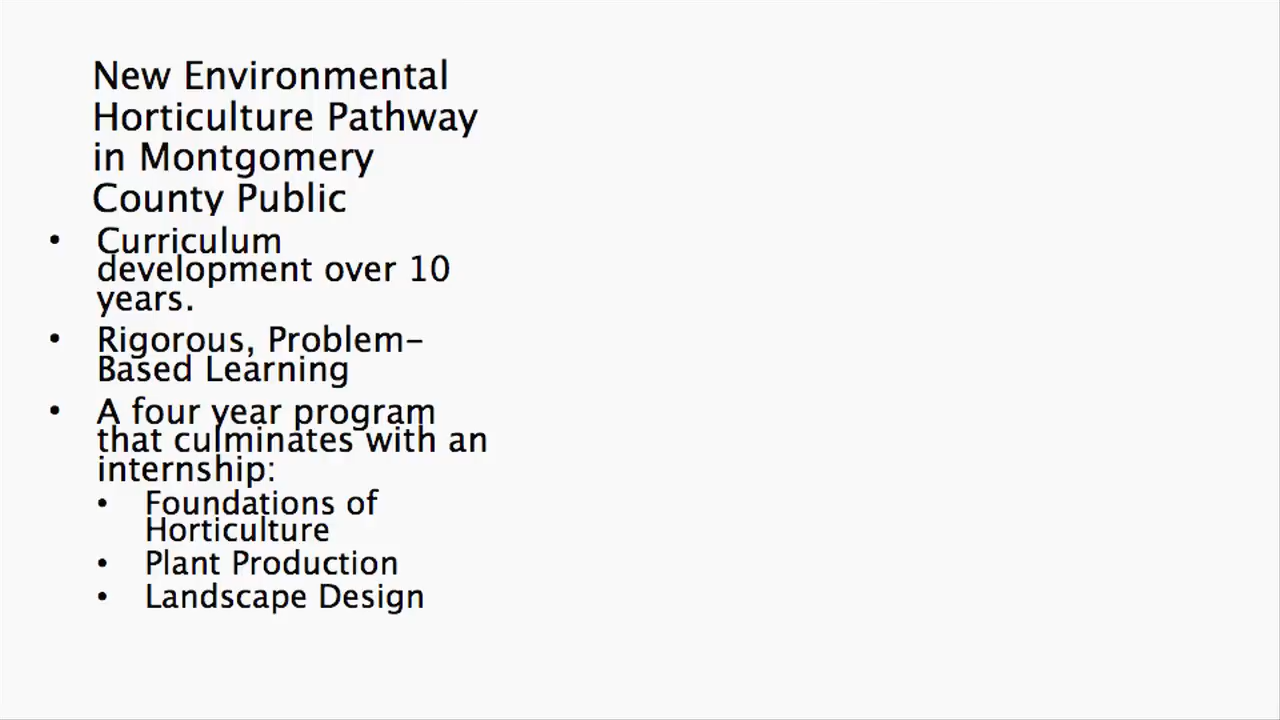 New Environmental
Horticulture Pathway
in Montgomery
County Public
• Curriculum
development over 10
years.
• Rigorous, Problem-
Based Learning
• A four year program
that culminates with an
internship:
• Foundations of
Horticulture
• Plant Production
• Landscape Design